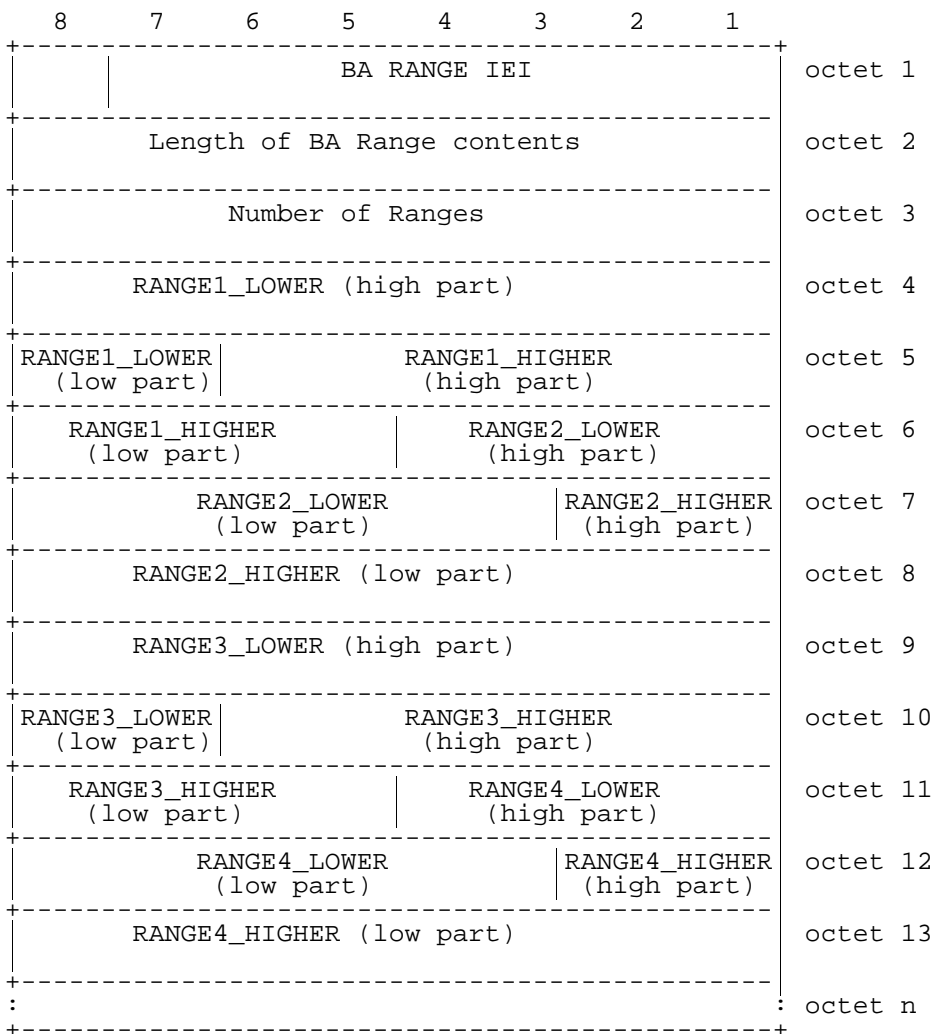 8 7 6 5 4 3 2 1
BA RANGE IEI octet 1
Length of BA Range contents octet 2
Number of Ranges octet 3
RANGE1_LOWER (high part) octet 4
RANGE1_LOWER RANGE1_HIGHER octet 5
(low part) (high part)
RANGE1_HIGHER RANGE2_LOWER octet 6
(low part) (high part)
RANGE2_LOWER RANGE2_HIGHER octet 7
(low part) (high part)
RANGE2_HIGHER (low part) octet 8
RANGE3_LOWER (high part) octet 9
RANGE3_LOWER RANGE3_HIGHER octet 10
(low part) (high part)
RANGE3_HIGHER RANGE4_LOWER octet 11
(low part) (high part)
RANGE4_LOWER RANGE4_HIGHER octet 12
(low part) (high part)
RANGE4_HIGHER (low part) octet 13
: : octet n